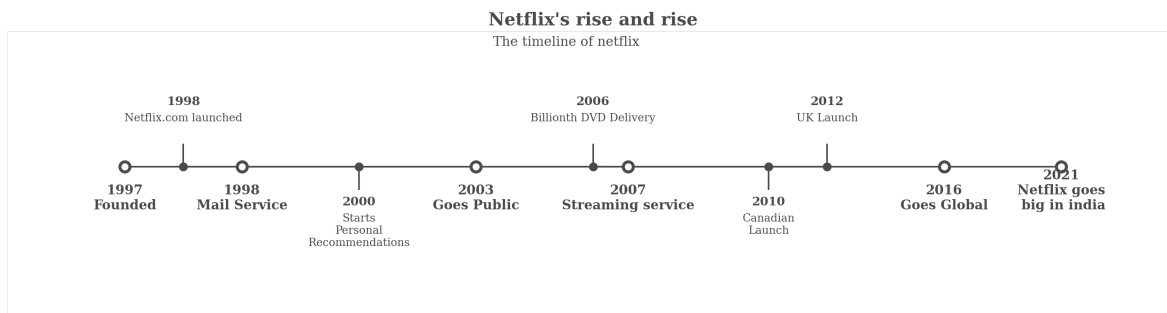 Netflix's rise and rise
The timeline of netflix
1998
Netflix.com launched
2006
Billionth DVD Delivery
2012
UK Launch
1997
Founded
1998
Mail Service
2000
Starts
Personal
Recommendations
2003
Goes Public
2007
Streaming service
2010
Canadian
Launch
2016
Goes Global
2021
Netflix goes
big in india